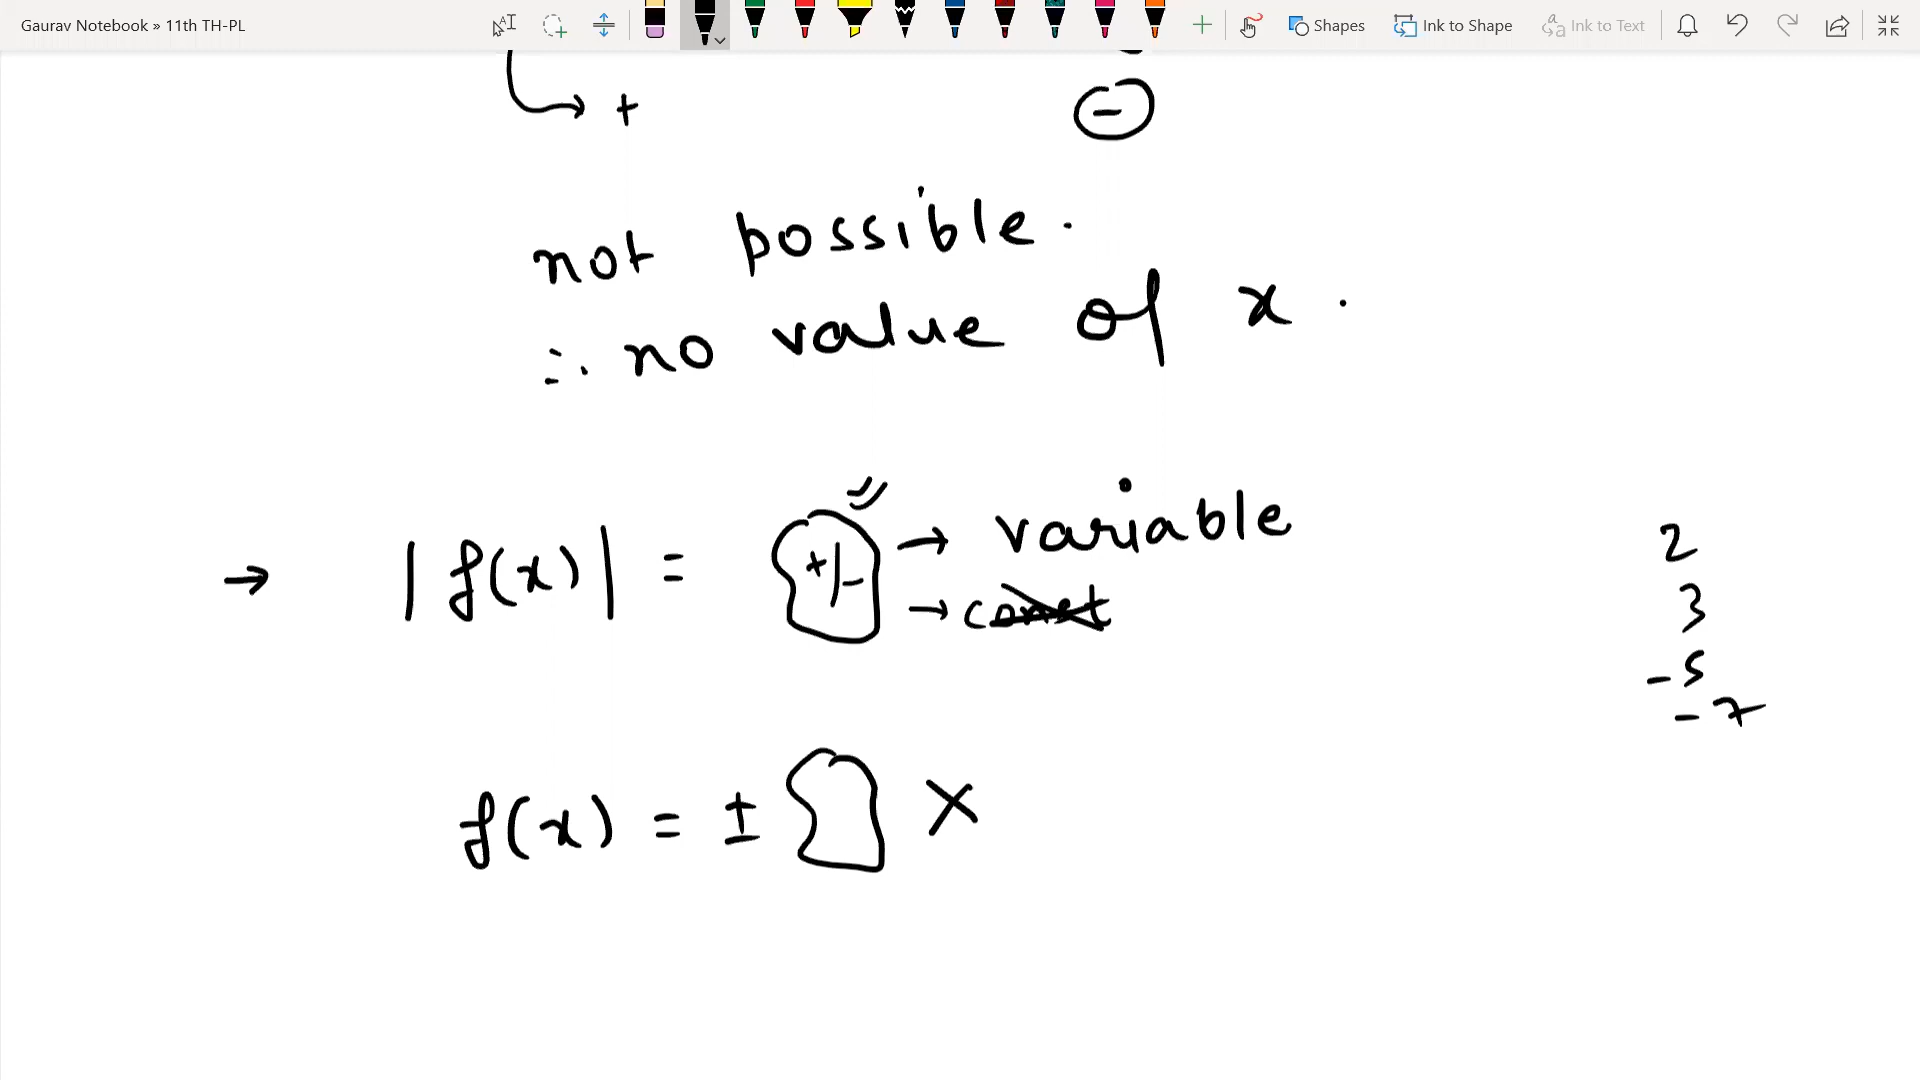 Gaurav Notebook » 11th TH-PL
Shapes
Ink to Shape
Ink to Text
+
-
not possible.
∴ no value of x.
→ |f(x)| = +/- → variable
→ const
f(x) = ± X
2
3
-5
-7